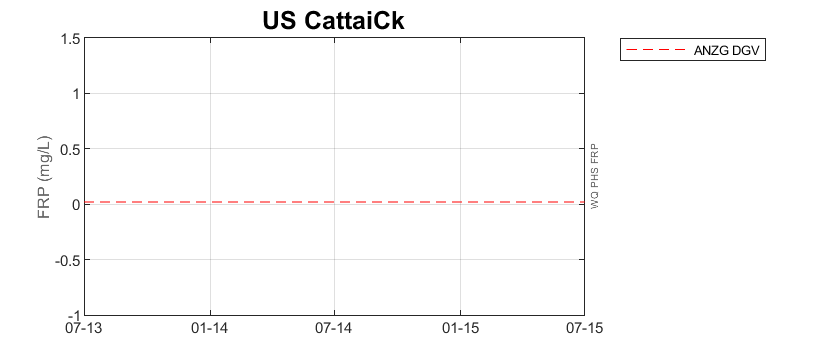 US CattaiCk
ANZG DGV
1.5
1
0.5
0
-0.5
-1
FRP (mg/L)
WQ PHS FRP
07-13
01-14
07-14
01-15
07-15